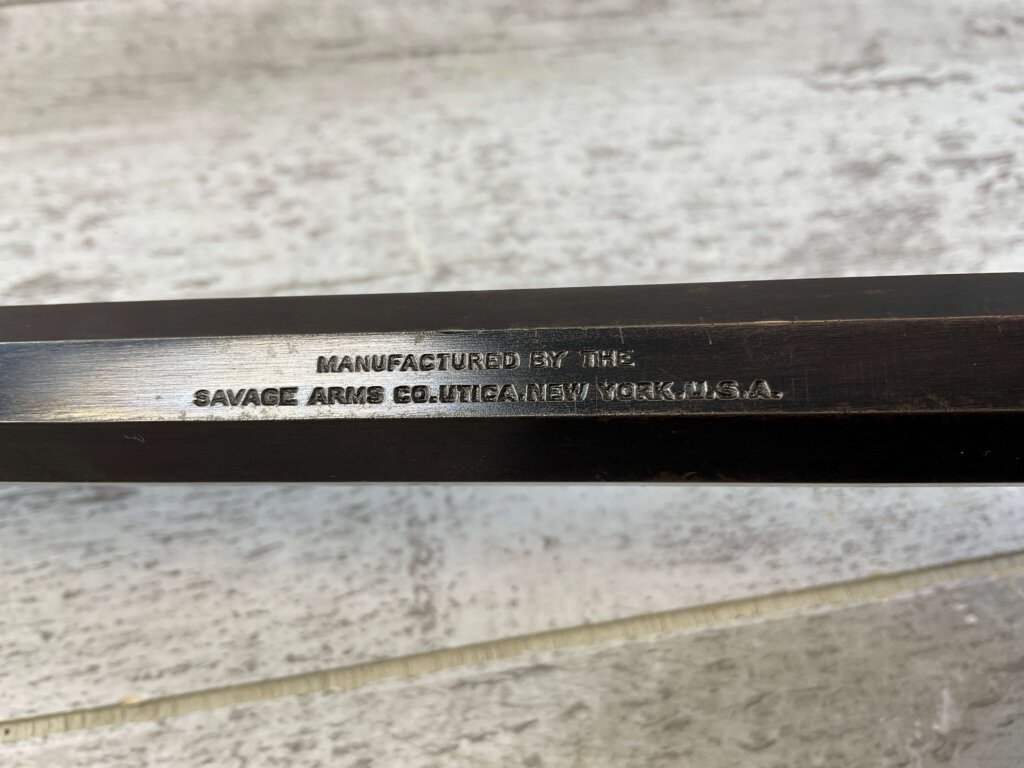 MANUFACTURED BY THE
SAVAGE ARMS CO.UTICA.NEW YORK.U.S.A.